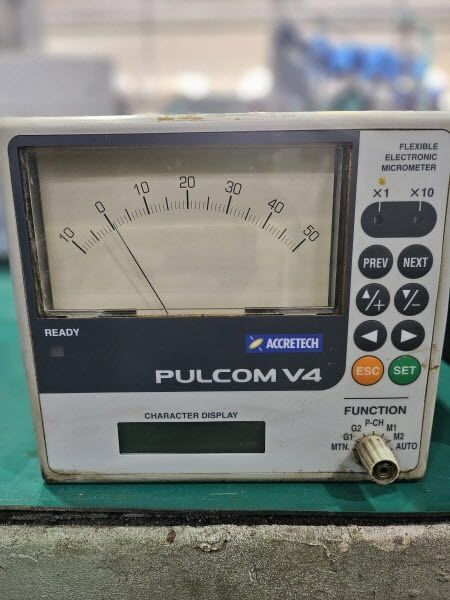 FLEXIBLE
ELECTRONIC
MICROMETER
×1 ×10
10 0 10 20 30 40 50
PREV NEXT
▲/+ ▼/−
◀ ▶
READY
ACCRETECH
ESC SET
PULCOM V4
FUNCTION
CHARACTER DISPLAY
P-CH
G2 M1
G1 M2
MTN. AUTO